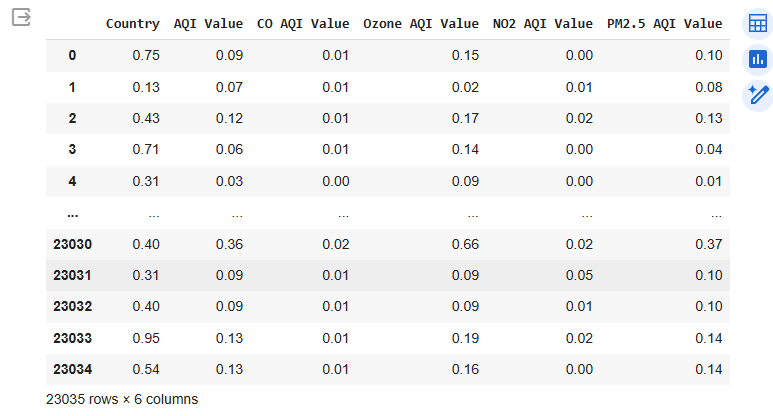 Country AQI Value CO AQI Value Ozone AQI Value NO2 AQI Value PM2.5 AQI Value
0 0.75 0.09 0.01 0.15 0.00 0.10
1 0.13 0.07 0.01 0.02 0.01 0.08
2 0.43 0.12 0.01 0.17 0.02 0.13
3 0.71 0.06 0.01 0.14 0.00 0.04
4 0.31 0.03 0.00 0.09 0.00 0.01
... ... ... ... ... ... ...
23030 0.40 0.36 0.02 0.66 0.02 0.37
23031 0.31 0.09 0.01 0.09 0.05 0.10
23032 0.40 0.09 0.01 0.09 0.01 0.10
23033 0.95 0.13 0.01 0.19 0.02 0.14
23034 0.54 0.13 0.01 0.16 0.00 0.14
23035 rows × 6 columns